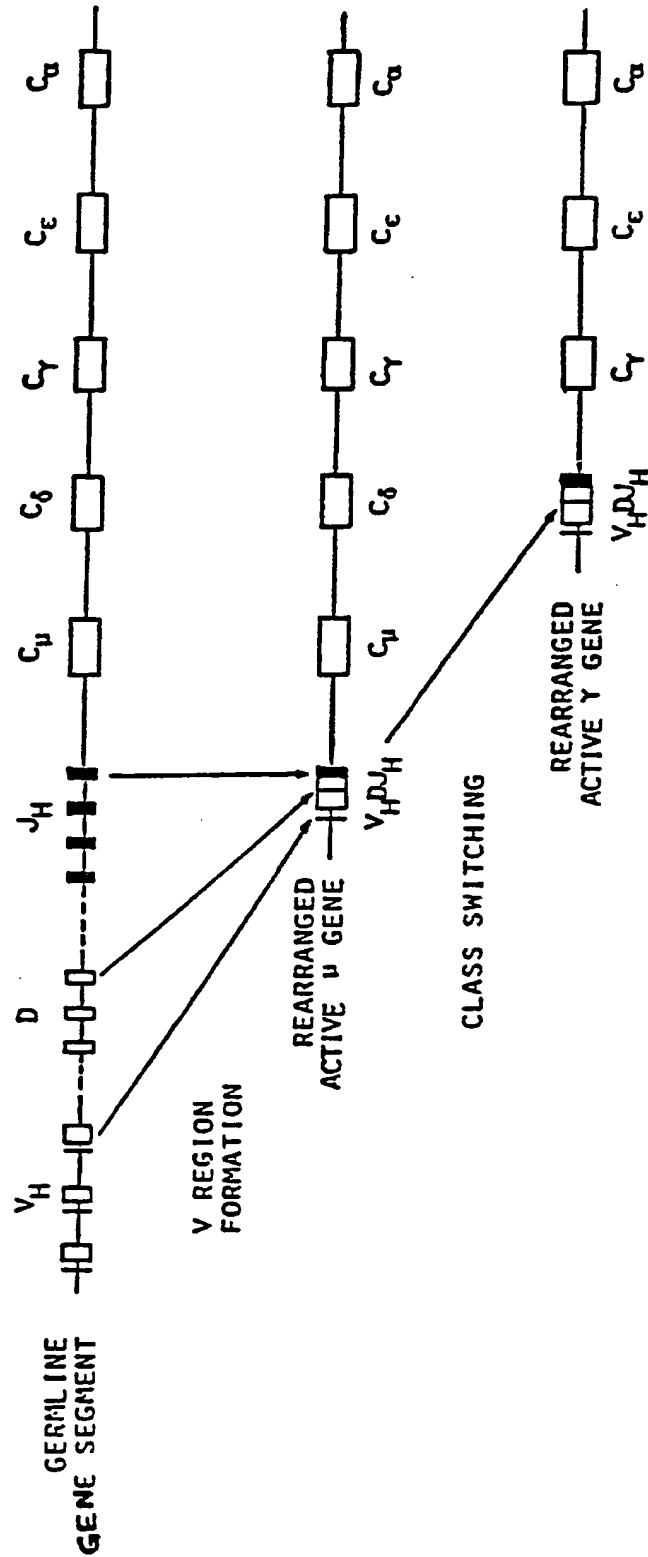 GERMLINE
GENE SEGMENT
V_H
D
J_H
C_μ
C_δ
C_γ
C_ε
C_α
V REGION
FORMATION
REARRANGED
ACTIVE μ GENE
V_HDJ_H
C_μ
C_δ
C_γ
C_ε
C_α
CLASS SWITCHING
REARRANGED
ACTIVE γ GENE
V_HDJ_H
C_γ
C_ε
C_α